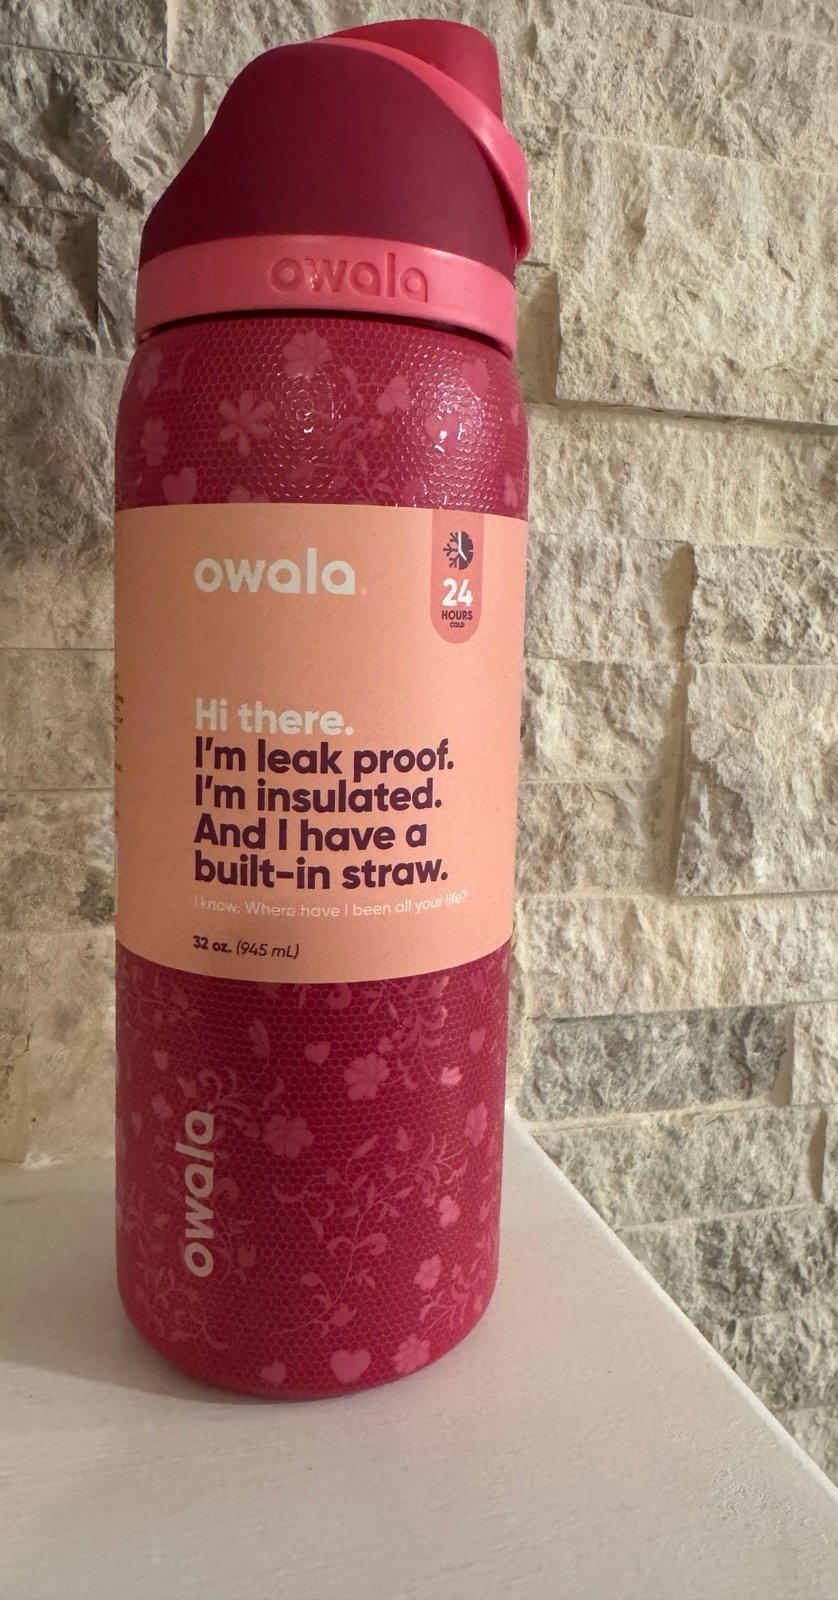 owala
owala
24
HOURS
COLD
Hi there.
I'm leak proof.
I'm insulated.
And I have a
built-in straw.
I know. Where have I been all your life?
32 oz. (945 mL)
owala